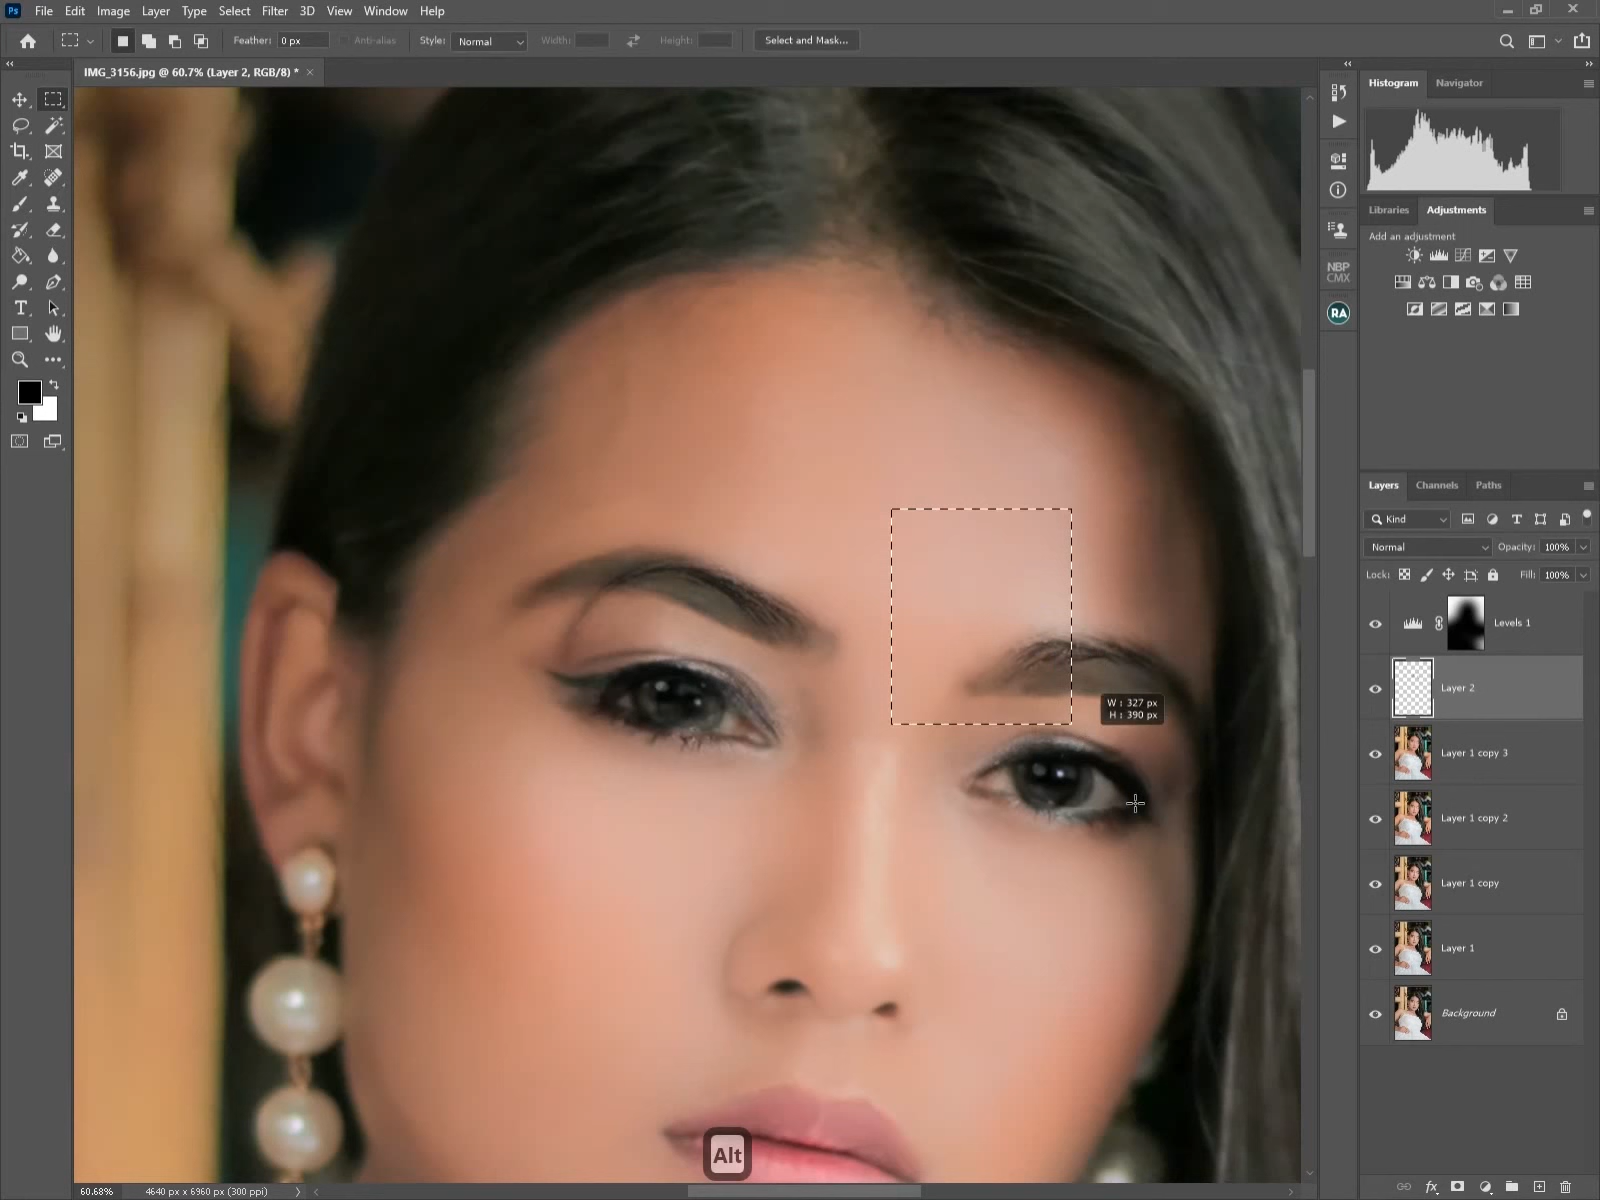 Ps File Edit Image Layer Type Select Filter 3D View Window Help
Feather: 0 px Anti-alias Style: Normal Width: Height: Select and Mask...
IMG_3156.jpg @ 60.7% (Layer 2, RGB/8) * ×
Histogram Navigator
Libraries Adjustments
Add an adjustment
NBP
CMX
RA
Layers Channels Paths
Kind
Normal Opacity: 100%
Lock: Fill: 100%
Levels 1
Layer 2
W : 327 px
H : 390 px
Layer 1 copy 3
Layer 1 copy 2
Layer 1 copy
Layer 1
Background
Alt
60.68% 4640 px x 6960 px (300 ppi)
fx